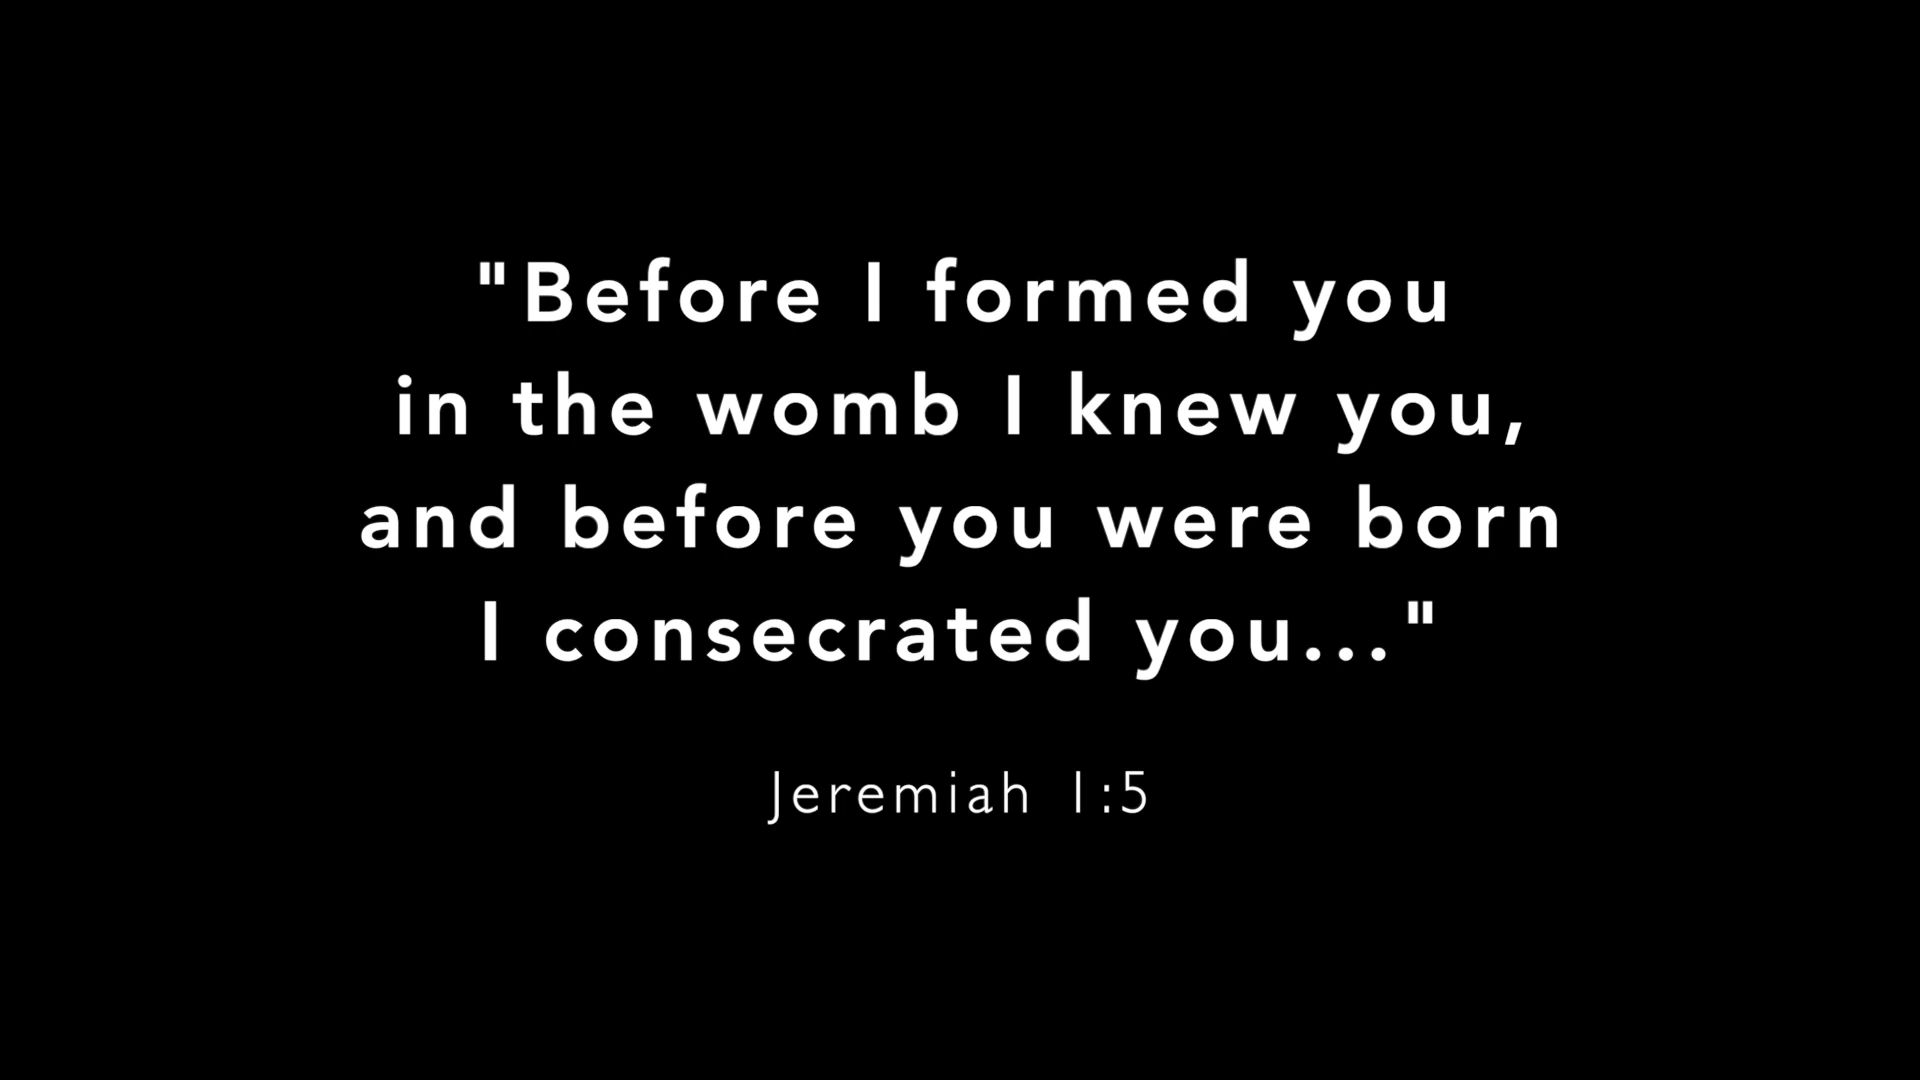 "Before I formed you
in the womb I knew you,
and before you were born
I consecrated you..."
Jeremiah 1:5